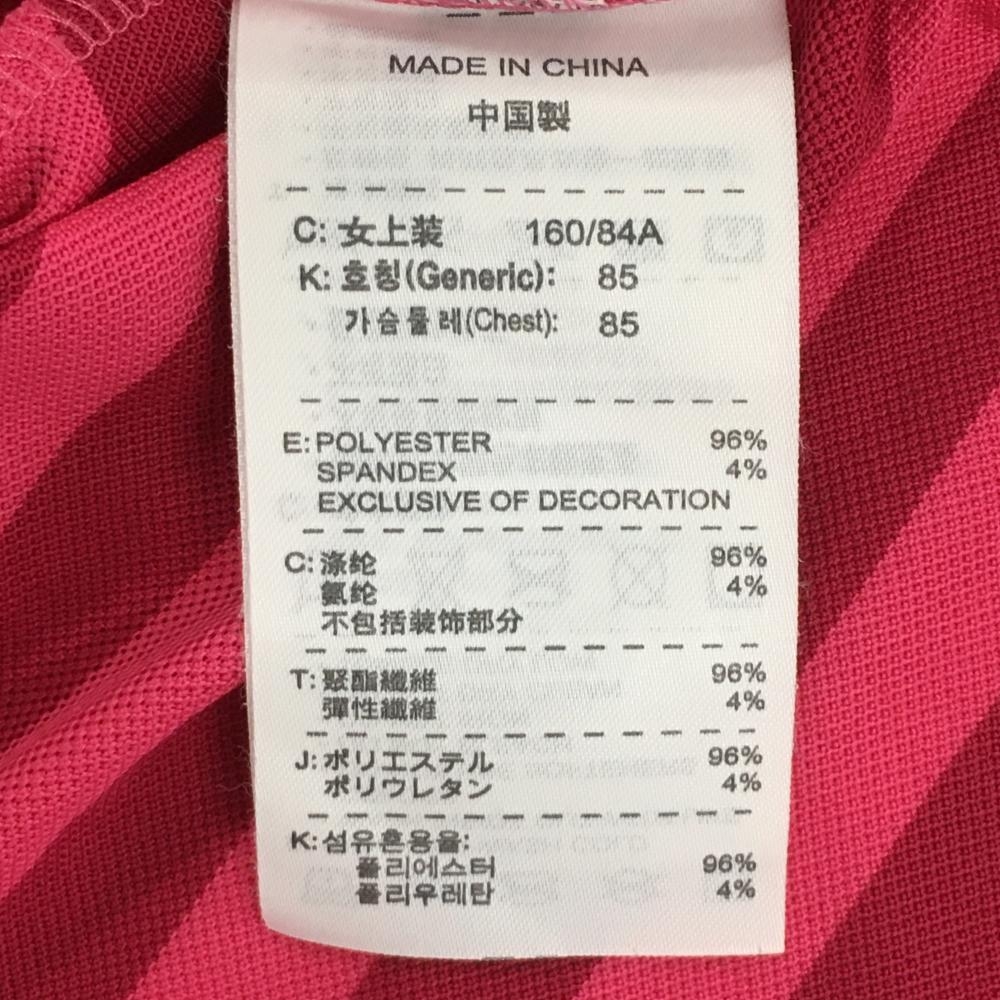 MADE IN CHINA
中国製
C: 女上装 160/84A
K: 호칭(Generic): 85
가슴둘레(Chest): 85
E: POLYESTER 96%
SPANDEX 4%
EXCLUSIVE OF DECORATION
C: 涤纶 96%
氨纶 4%
不包括装饰部分
T: 聚酯纖維 96%
彈性纖維 4%
J: ポリエステル 96%
ポリウレタン 4%
K: 섬유혼용율:
폴리에스터 96%
폴리우레탄 4%